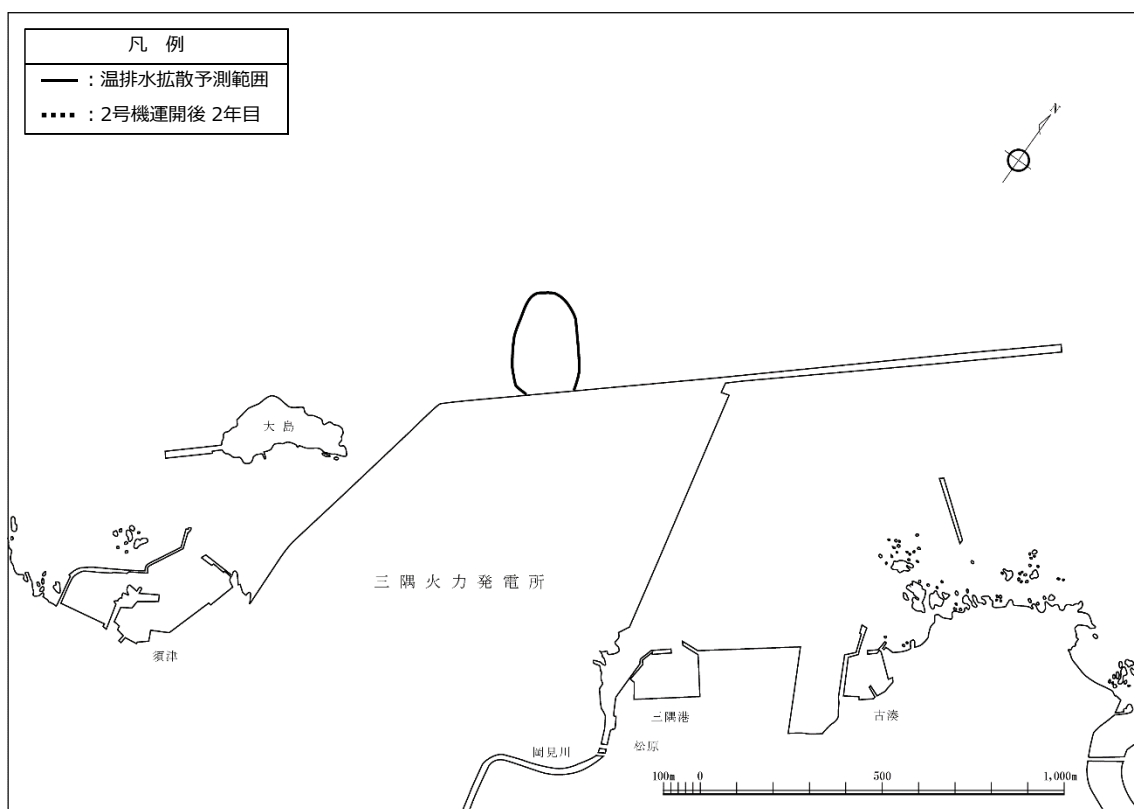 凡 例
：温排水拡散予測範囲
：2号機運開後 2年目
N
大 島
三 隅 火 力 発 電 所
須津
三隅港
古湊
岡見川
松原
100m 0 500 1,000m